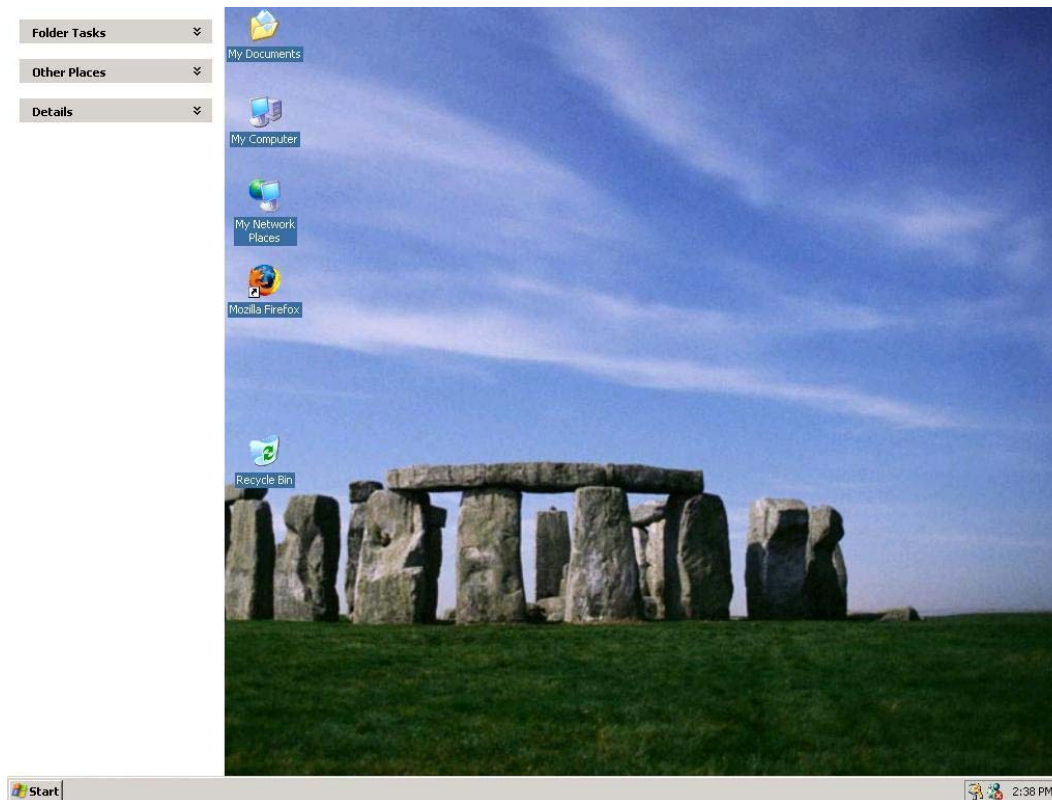 Folder Tasks
Other Places
Details
My Documents
My Computer
My Network
Places
Mozilla Firefox
Recycle Bin
Start
2:38 PM